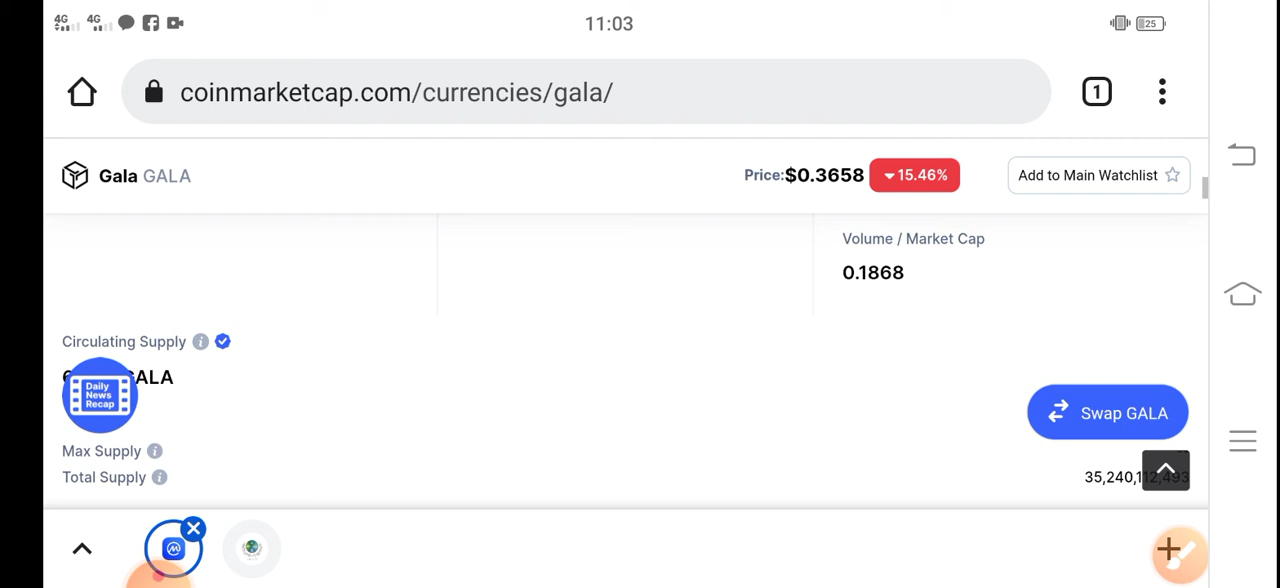 4G 4G 11:03 25
coinmarketcap.com/currencies/gala/ 1
Gala GALA Price:$0.3658 15.46% Add to Main Watchlist
Volume / Market Cap
0.1868
Circulating Supply
ALA
Daily
News
Recap
Swap GALA
Max Supply
Total Supply 35,240,112,493